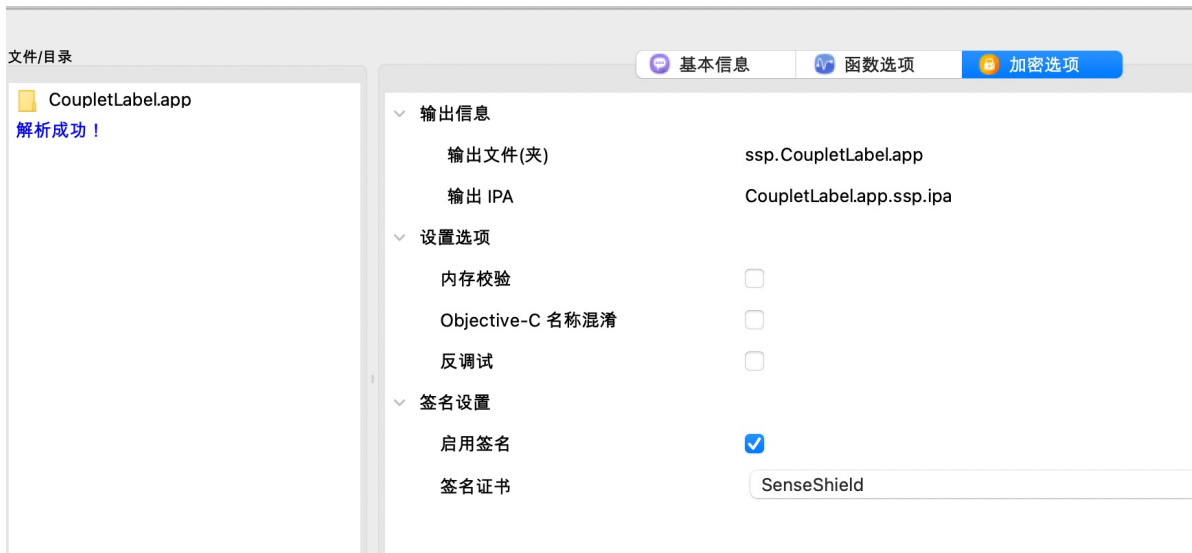 文件/目录
CoupletLabel.app
解析成功！
基本信息
函数选项
加密选项
输出信息
输出文件(夹) ssp.CoupletLabel.app
输出 IPA CoupletLabel.app.ssp.ipa
设置选项
内存校验
Objective-C 名称混淆
反调试
签名设置
启用签名
签名证书 SenseShield